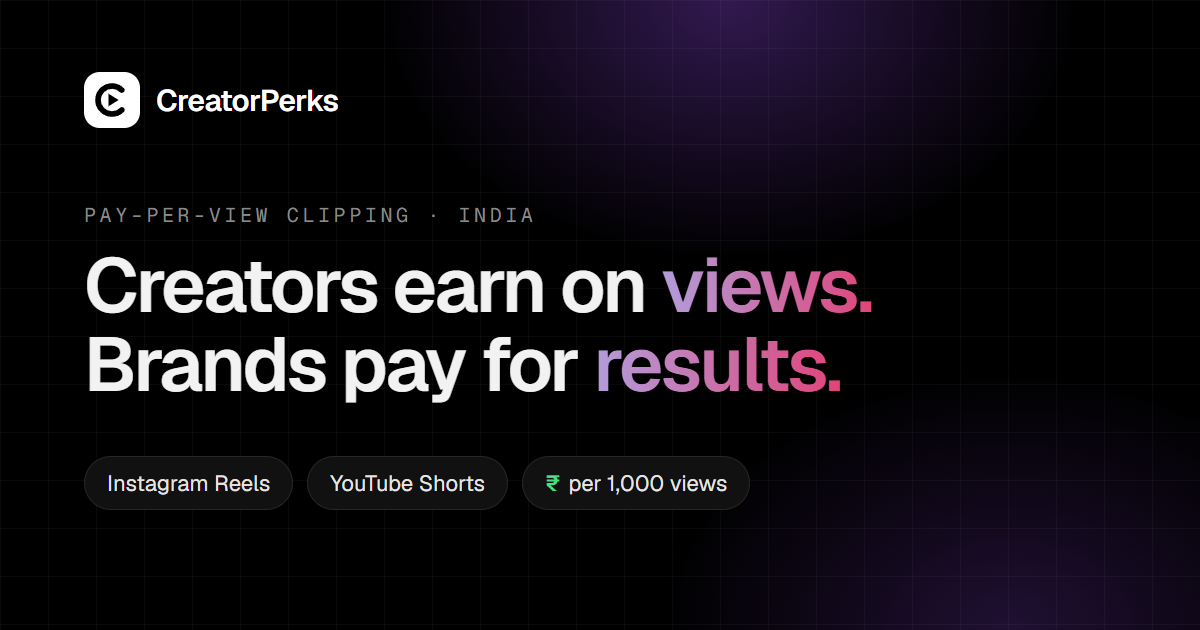 CreatorPerks
PAY-PER-VIEW CLIPPING · INDIA
Creators earn on views.
Brands pay for results.
Instagram Reels
YouTube Shorts
₹ per 1,000 views